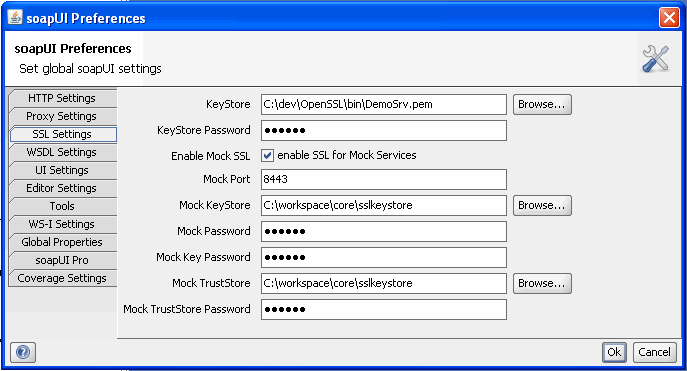 soapUI Preferences
soapUI Preferences
Set global soapUI settings
HTTP Settings
Proxy Settings
SSL Settings
WSDL Settings
UI Settings
Editor Settings
Tools
WS-I Settings
Global Properties
soapUI Pro
Coverage Settings
KeyStore C:\dev\OpenSSL\bin\DemoSrv.pem Browse...
KeyStore Password ●●●●●●
Enable Mock SSL enable SSL for Mock Services
Mock Port 8443
Mock KeyStore C:\workspace\core\sslkeystore Browse...
Mock Password ●●●●●●
Mock Key Password ●●●●●●
Mock TrustStore C:\workspace\core\sslkeystore Browse...
Mock TrustStore Password ●●●●●●
? Ok Cancel